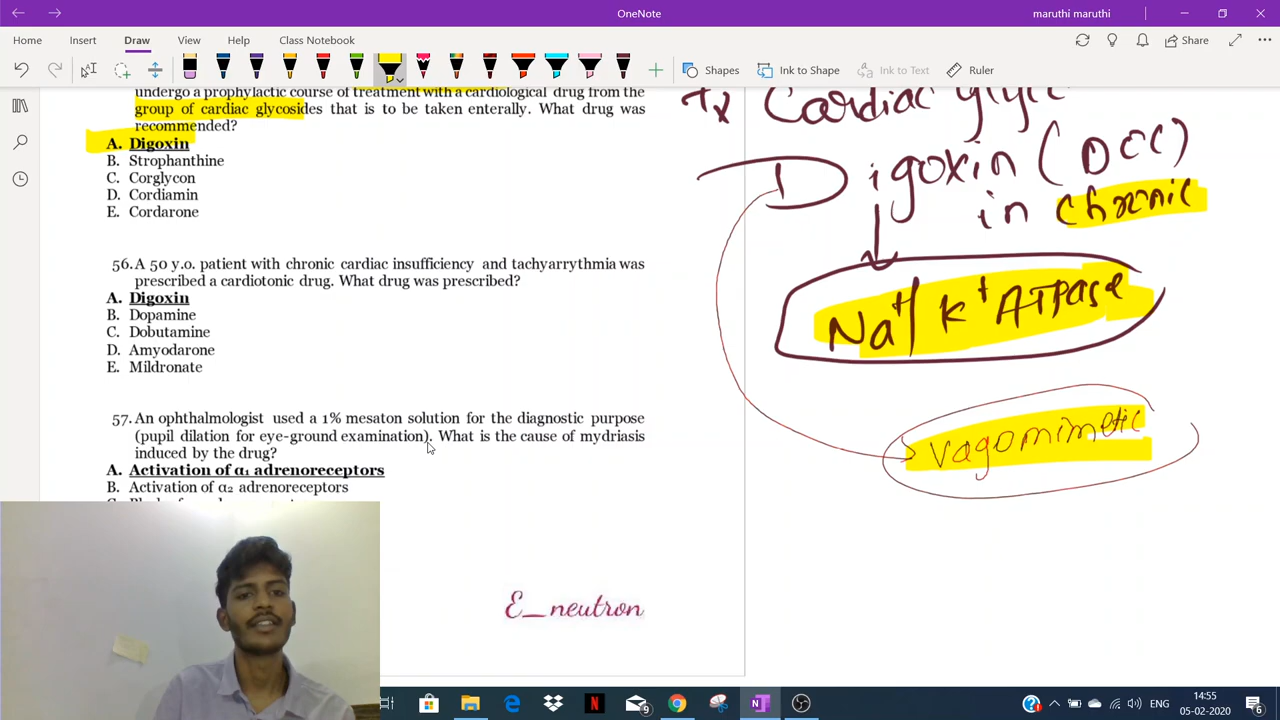 OneNote
maruthi maruthi
Home Insert Draw View Help Class Notebook
Share
Shapes Ink to Shape Ink to Text Ruler
undergo a prophylactic course of treatment with a cardiological drug from the
group of cardiac glycosides that is to be taken enterally. What drug was
recommended?
A. Digoxin
B. Strophanthine
C. Corglycon
D. Cordiamin
E. Cordarone
56. A 50 y.o. patient with chronic cardiac insufficiency and tachyarrythmia was
prescribed a cardiotonic drug. What drug was prescribed?
A. Digoxin
B. Dopamine
C. Dobutamine
D. Amyodarone
E. Mildronate
57. An ophthalmologist used a 1% mesaton solution for the diagnostic purpose
(pupil dilation for eye-ground examination). What is the cause of mydriasis
induced by the drug?
A. Activation of α1 adrenoreceptors
B. Activation of α2 adrenoreceptors
E_neutron
Tx Cardiac glyc
Digoxin (DCC)
in chronic
Na+/K+ ATPase
vagomimetic
14:55
05-02-2020